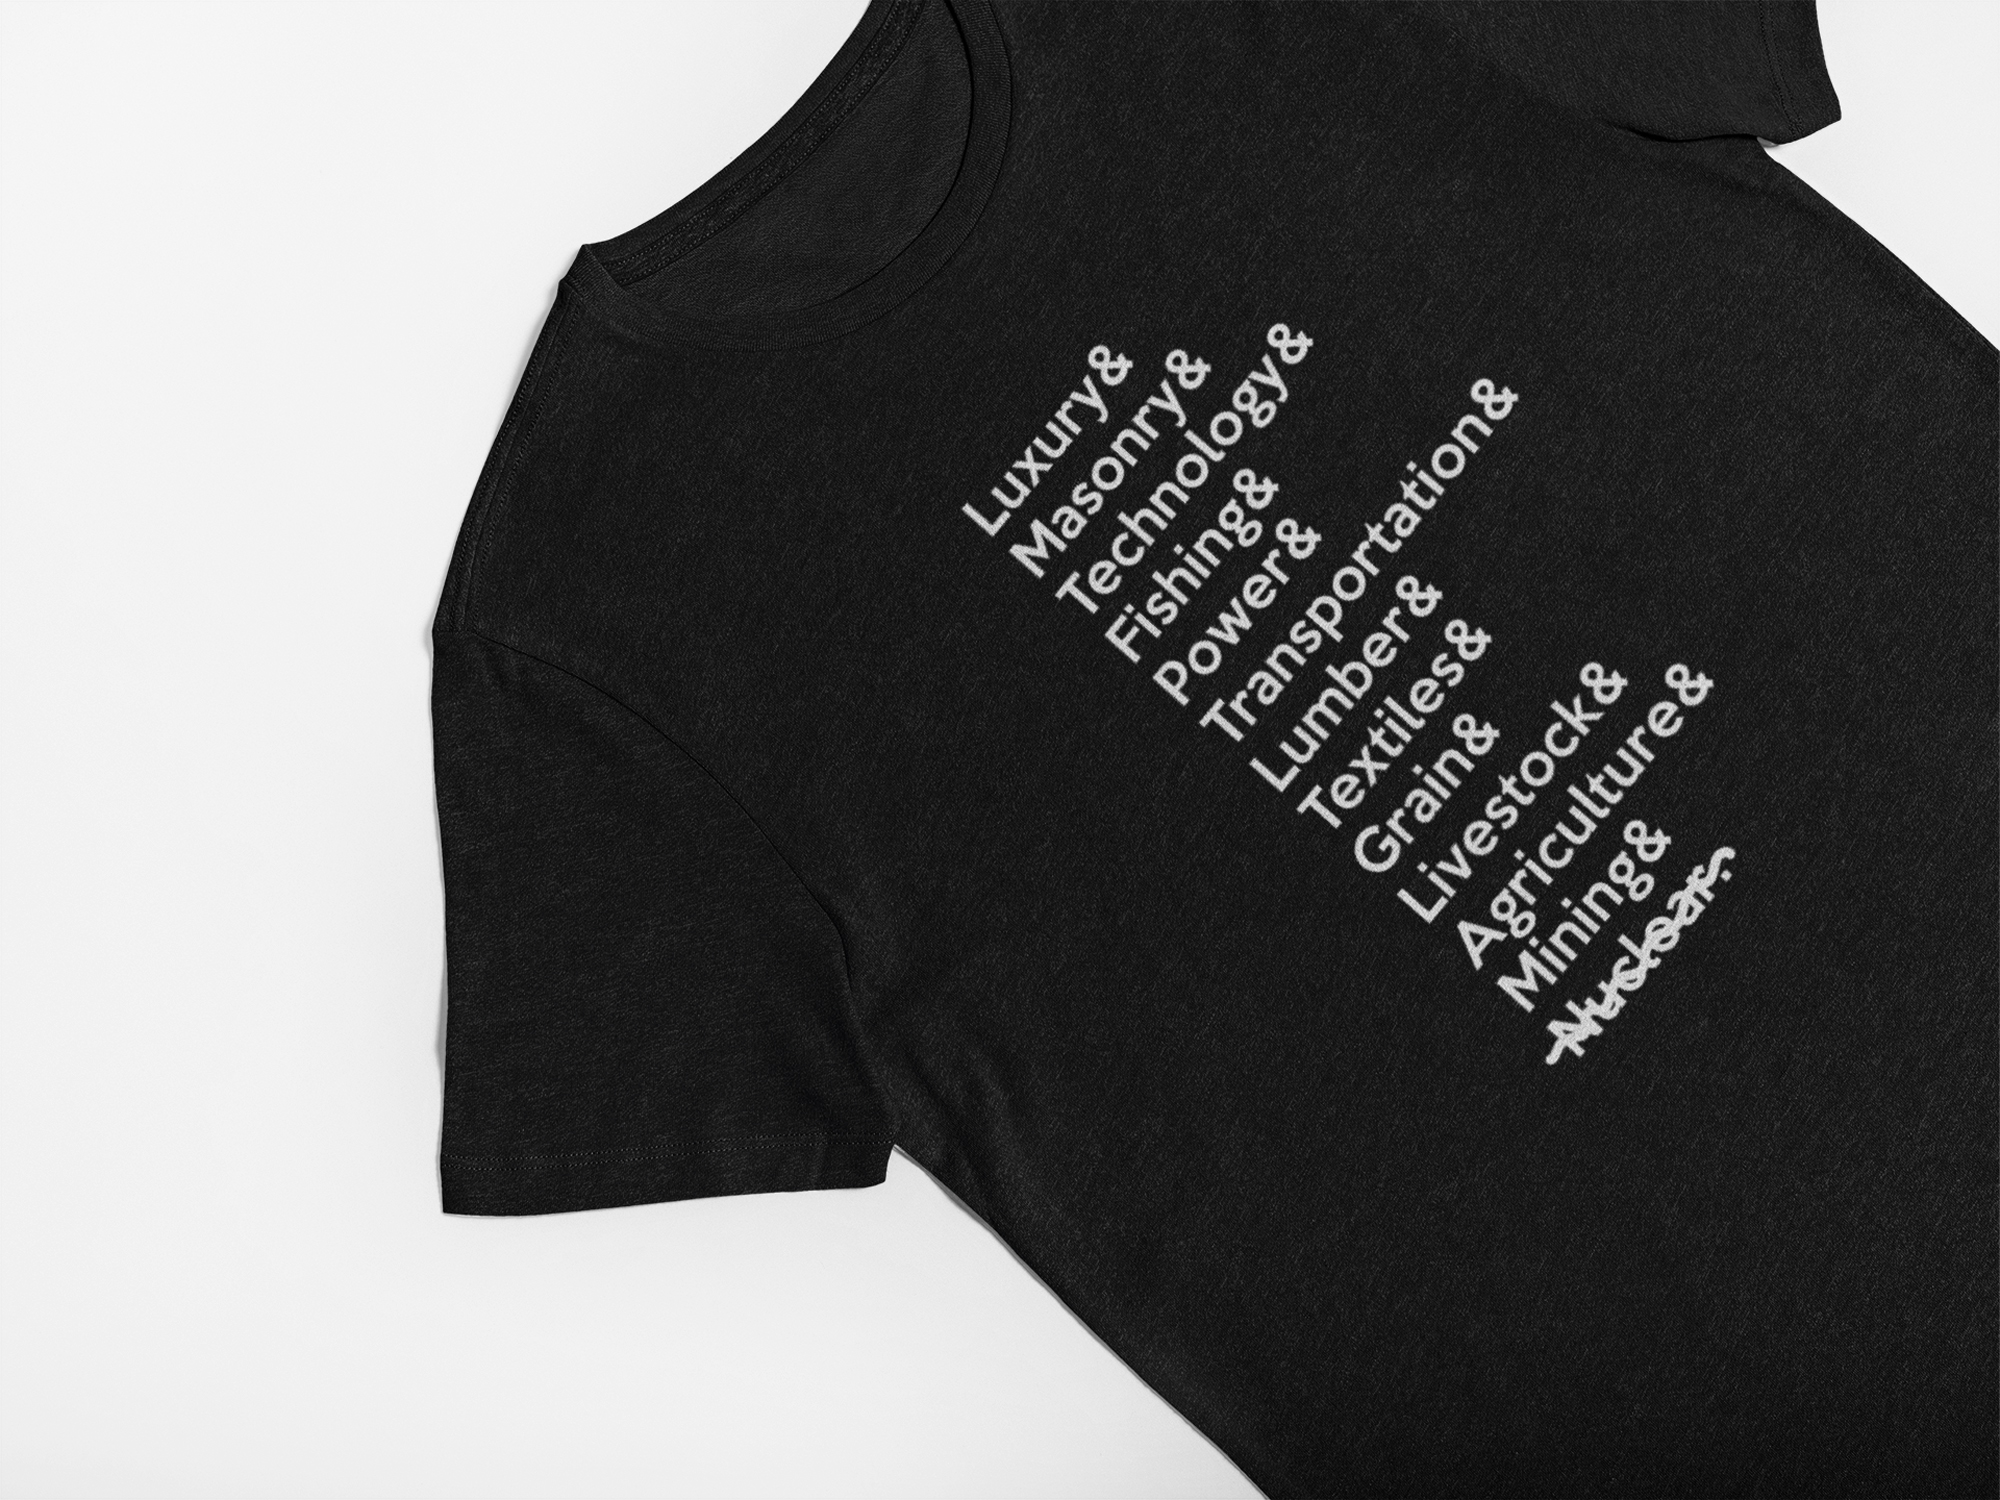 Luxury&
Masonry&
Technology&
Fishing&
Power&
Transportation&
Lumber&
Textiles&
Grain&
Livestock&
Agriculture&
Mining&
Nuclear.